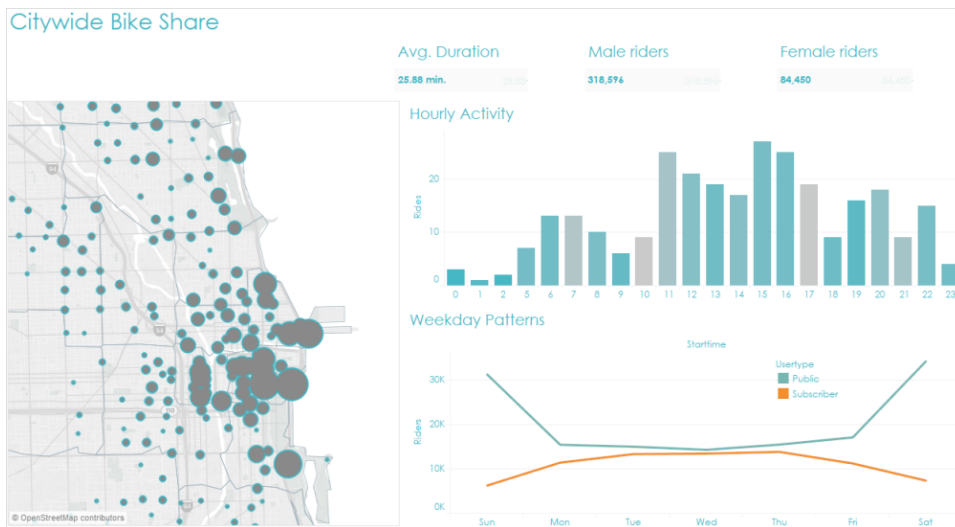 Citywide Bike Share
Avg. Duration
Male riders
Female riders
25.88 min.
318,596
84,450
Hourly Activity
Rides
20
10
0
0 1 2 5 6 7 8 9 10 11 12 13 14 15 16 17 18 19 20 21 22 23
Weekday Patterns
Starttime
Usertype
Public
Subscriber
Riders
30K
20K
10K
0K
Sun Mon Tue Wed Thu Fri Sat
© OpenStreetMap contributors